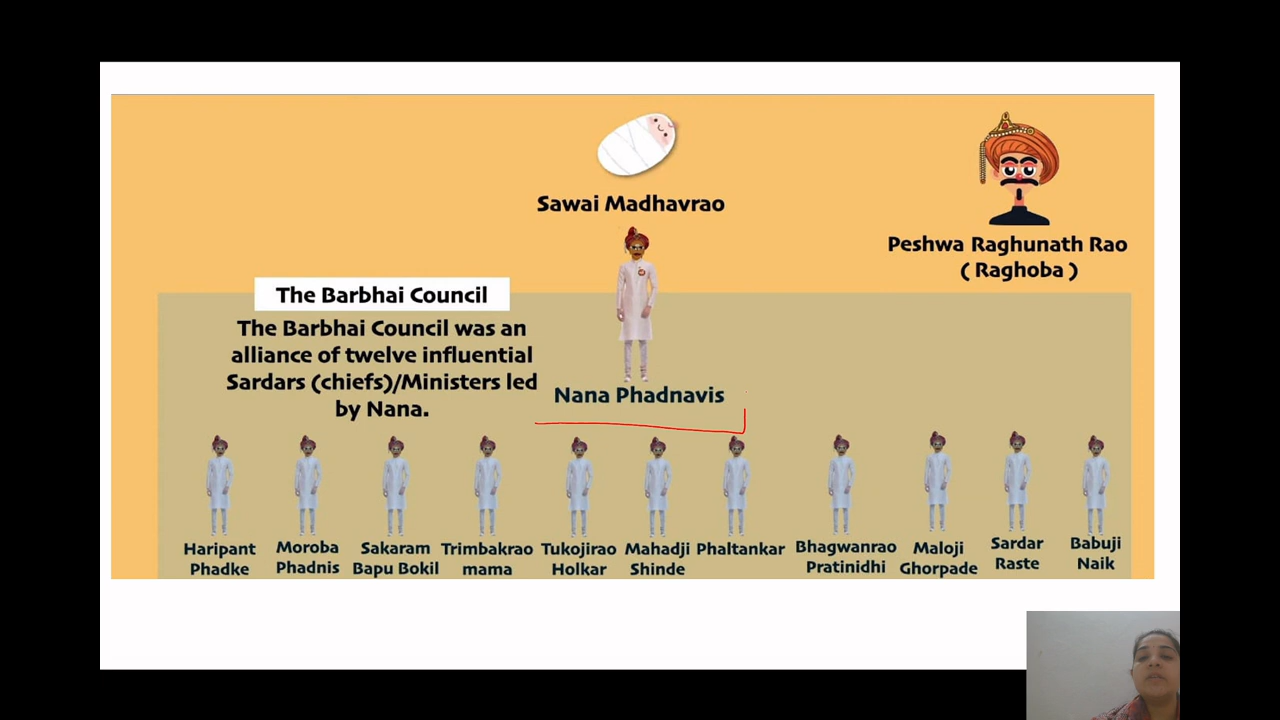 Sawai Madhavrao
Peshwa Raghunath Rao
( Raghoba )
The Barbhai Council
The Barbhai Council was an
alliance of twelve influential
Sardars (chiefs)/Ministers led
by Nana.
Nana Phadnavis
Haripant
Phadke
Moroba
Phadnis
Sakaram
Bapu Bokil
Trimbakrao
mama
Tukojirao
Holkar
Mahadji
Shinde
Phaltankar
Bhagwanrao
Pratinidhi
Maloji
Ghorpade
Sardar
Raste
Babuji
Naik